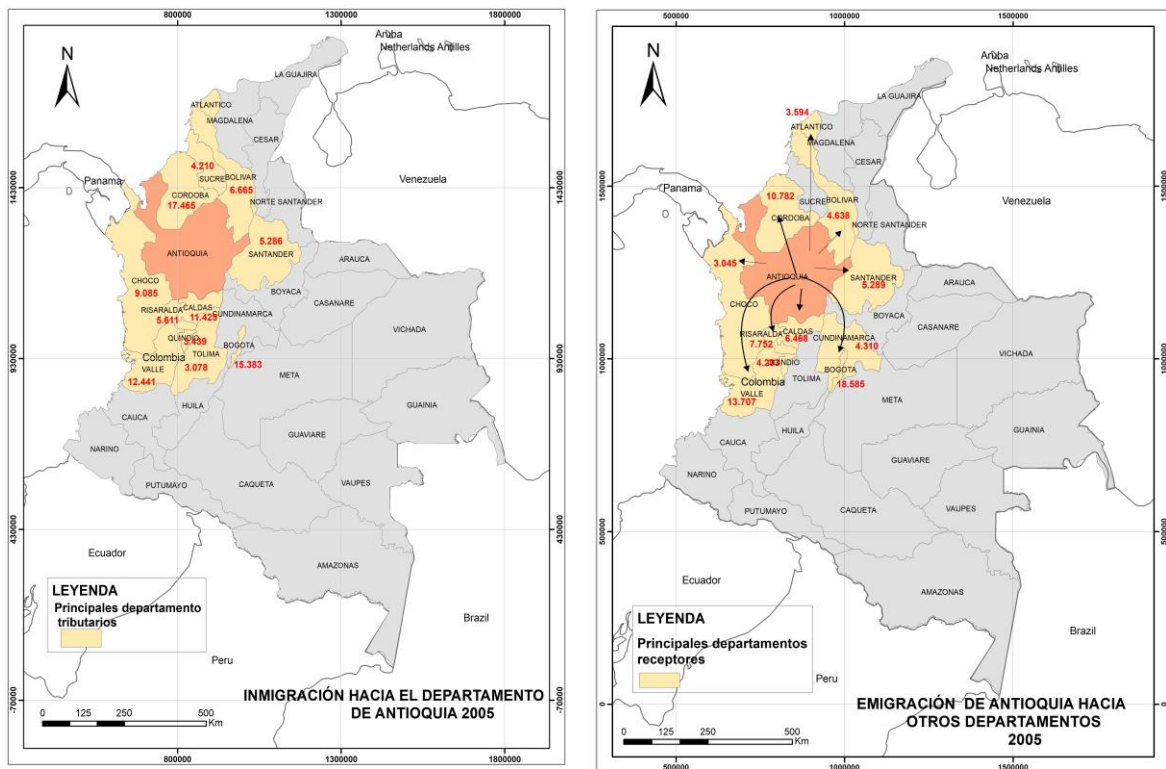 800000
1300000
1800000
Aruba
Netherlands Antilles
N
LA GUAJIRA
ATLANTICO
MAGDALENA
CESAR
4.210
Panama
SUCRE
BOLIVAR
Venezuela
6.665
CORDOBA
17.465
NORTE SANTANDER
5.286
SANTANDER
ANTIOQUIA
ARAUCA
CHOCO
BOYACA
9.085
CASANARE
CALDAS
RISARALDA
11.423
CUNDINAMARCA
5.611
VICHADA
QUINDIO
3.439
BOGOTA
TOLIMA
Colombia
15.383
VALLE
3.078
META
12.441
CAUCA
HUILA
GUAINIA
GUAVIARE
NARINO
PUTUMAYO
CAQUETA
VAUPES
Ecuador
AMAZONAS
LEYENDA
Principales departamento
tributarios
Brazil
Peru
INMIGRACIÓN HACIA EL DEPARTAMENTO
DE ANTIOQUIA 2005
0 125 250 500
Km
1430000
930000
430000
-70000
800000
1300000
1800000
500000
1000000
1500000
Aruba
Netherlands Antilles
N
LA GUAJIRA
3.594
ATLANTICO
MAGDALENA
CESAR
Panama
10.782
SUCRE
BOLIVAR
Venezuela
CORDOBA
4.638
NORTE SANTANDER
3.045
ANTIOQUIA
SANTANDER
5.289
ARAUCA
CHOCO
BOYACA
CASANARE
RISARALDA
CALDAS
CUNDINAMARCA
7.752
6.468
4.310
VICHADA
BOGOTA
Colombia
TOLIMA
18.585
VALLE
META
13.707
HUILA
CAUCA
GUAINIA
GUAVIARE
NARINO
PUTUMAYO
CAQUETA
VAUPES
Ecuador
AMAZONAS
LEYENDA
Principales departamentos
receptores
Brazil
Peru
EMIGRACIÓN DE ANTIOQUIA HACIA
OTROS DEPARTAMENTOS
2005
0 125 250 500
Km
1500000
1000000
500000
0
500000
1000000
1500000